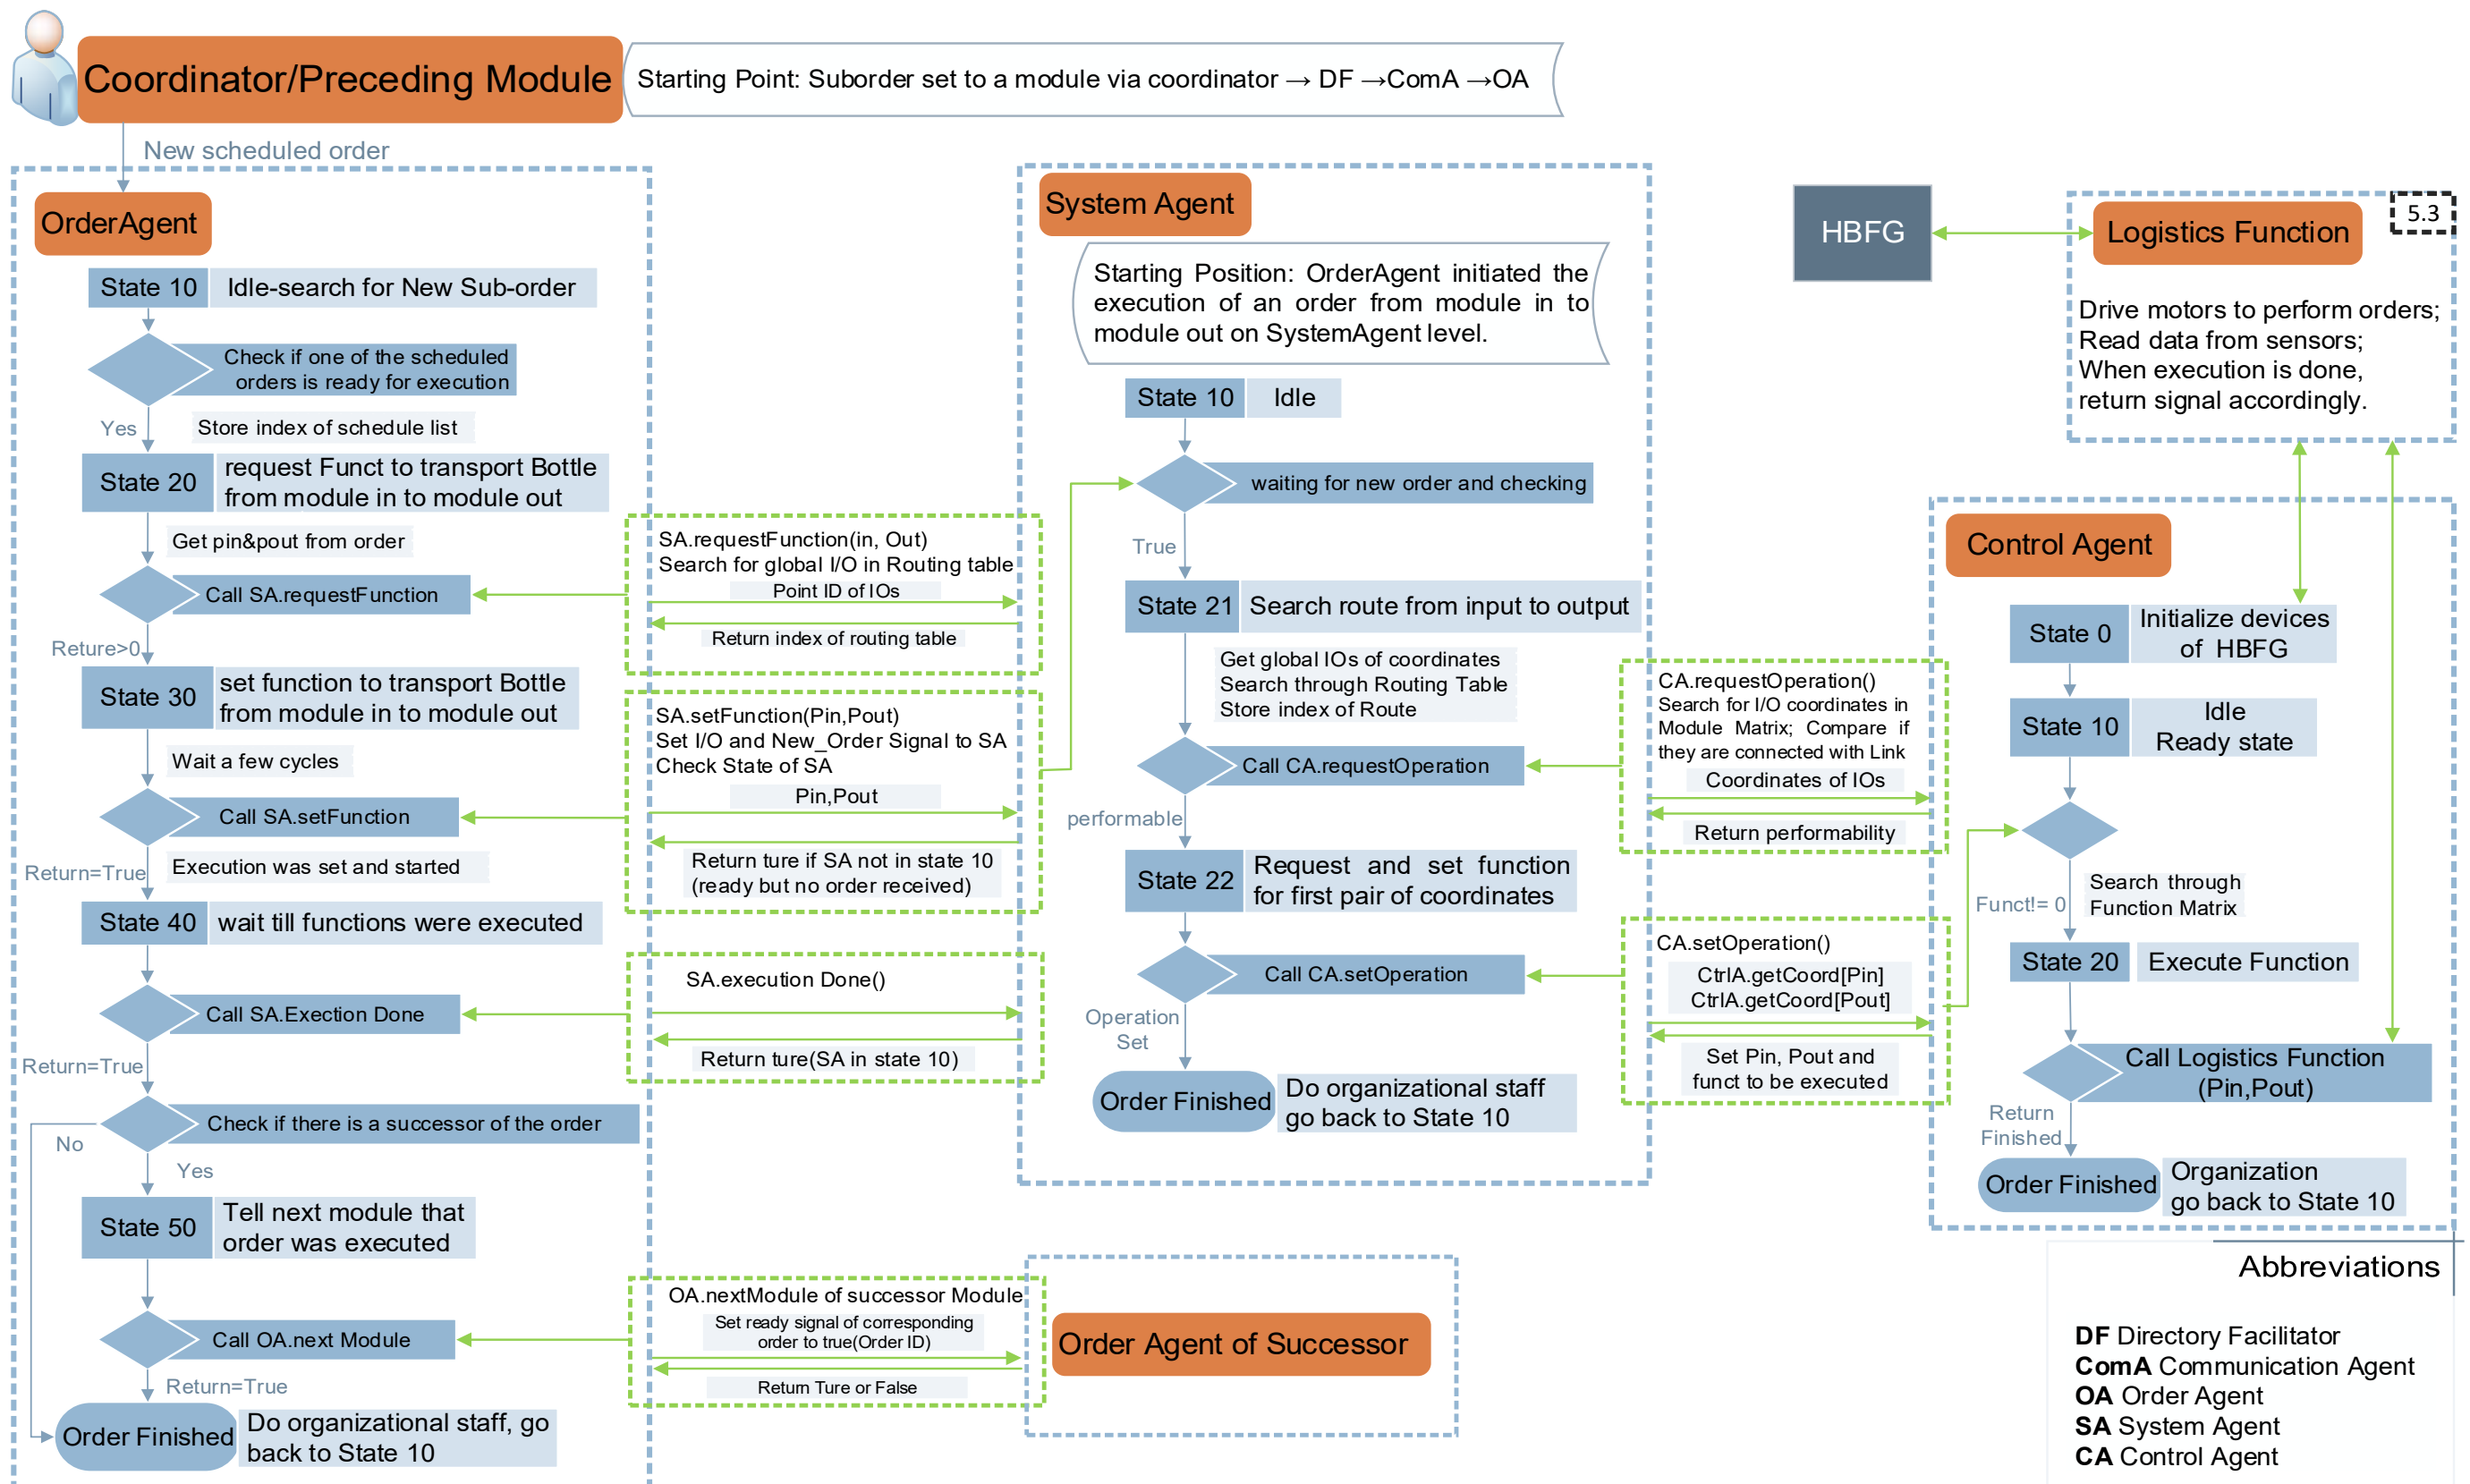 Coordinator/Preceding Module
Starting Point: Suborder set to a module via coordinator → DF →ComA →OA
New scheduled order
OrderAgent
State 10
Idle-search for New Sub-order
Check if one of the scheduled
orders is ready for execution
Yes
Store index of schedule list
State 20
request Funct to transport Bottle
from module in to module out
Get pin&pout from order
Call SA.requestFunction
Reture>0
State 30
set function to transport Bottle
from module in to module out
Wait a few cycles
Call SA.setFunction
Return=True
Execution was set and started
State 40
wait till functions were executed
Call SA.Exection Done
Return=True
Check if there is a successor of the order
No
Yes
State 50
Tell next module that
order was executed
Call OA.next Module
Return=True
Order Finished
Do organizational staff, go
back to State 10
SA.requestFunction(in, Out)
Search for global I/O in Routing table
Point ID of IOs
Return index of routing table
SA.setFunction(Pin,Pout)
Set I/O and New_Order Signal to SA
Check State of SA
Pin,Pout
Return ture if SA not in state 10
(ready but no order received)
SA.execution Done()
Return ture(SA in state 10)
OA.nextModule of successor Module
Set ready signal of corresponding
order to true(Order ID)
Return Ture or False
Order Agent of Successor
System Agent
Starting Position: OrderAgent initiated the
execution of an order from module in to
module out on SystemAgent level.
State 10
Idle
waiting for new order and checking
True
State 21
Search route from input to output
Get global IOs of coordinates
Search through Routing Table
Store index of Route
Call CA.requestOperation
performable
State 22
Request and set function
for first pair of coordinates
Call CA.setOperation
Operation
Set
Order Finished
Do organizational staff
go back to State 10
CA.requestOperation()
Search for I/O coordinates in
Module Matrix; Compare if
they are connected with Link
Coordinates of IOs
Return performability
CA.setOperation()
CtrlA.getCoord[Pin]
CtrlA.getCoord[Pout]
Set Pin, Pout and
funct to be executed
HBFG
Logistics Function
5.3
Drive motors to perform orders;
Read data from sensors;
When execution is done,
return signal accordingly.
Control Agent
State 0
Initialize devices
of HBFG
State 10
Idle
Ready state
Funct!= 0
Search through
Function Matrix
State 20
Execute Function
Call Logistics Function
(Pin,Pout)
Return
Finished
Order Finished
Organization
go back to State 10
Abbreviations
DF Directory Facilitator
ComA Communication Agent
OA Order Agent
SA System Agent
CA Control Agent